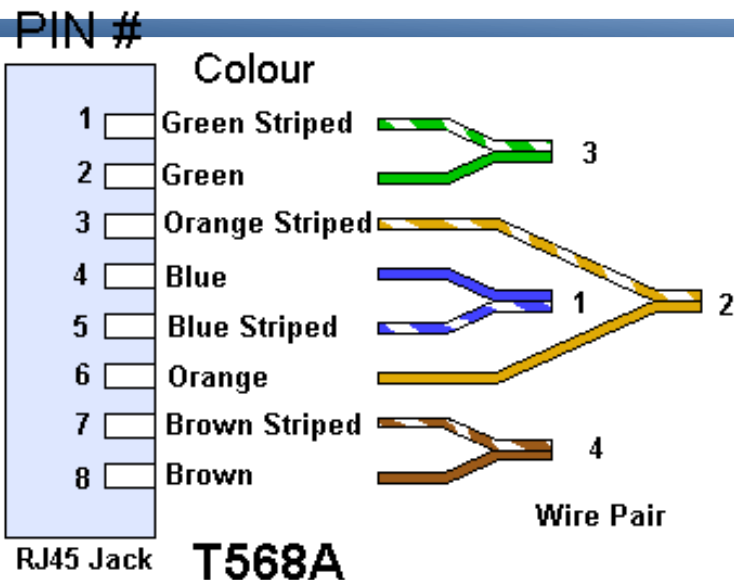 PIN #
Colour
1 Green Striped
3
2 Green
3 Orange Striped
4 Blue
1
2
5 Blue Striped
6 Orange
7 Brown Striped
4
8 Brown
Wire Pair
RJ45 Jack
T568A